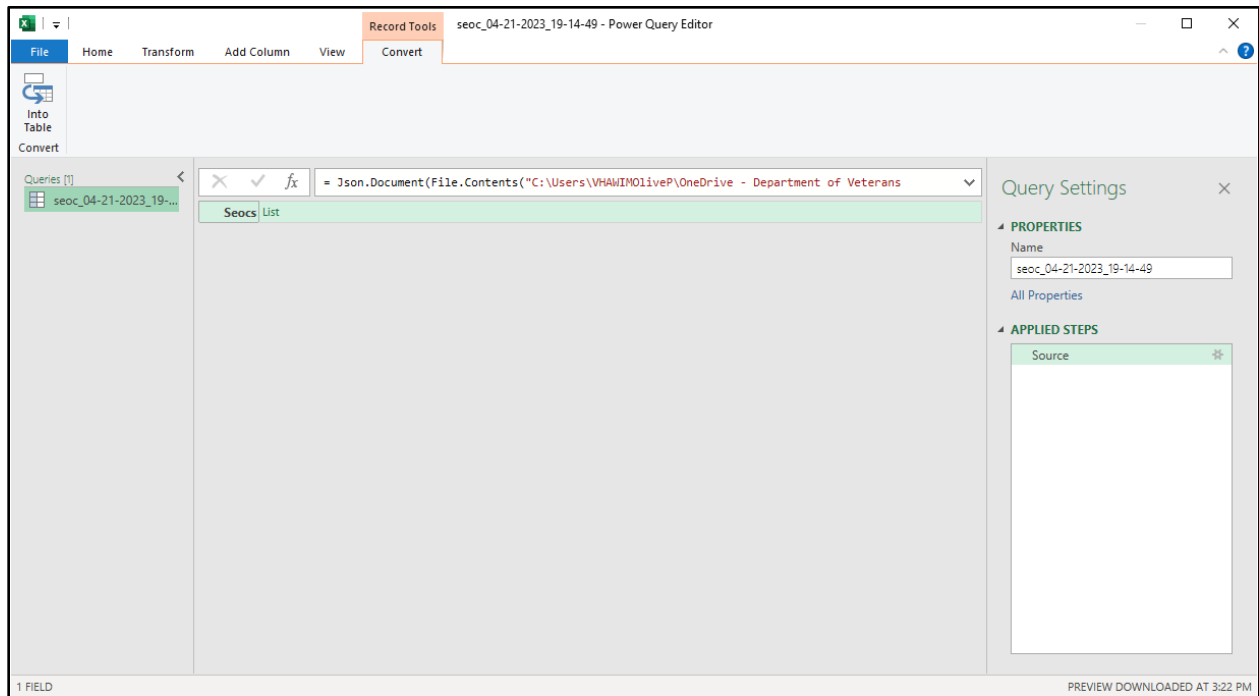 Record Tools
seoc_04-21-2023_19-14-49 - Power Query Editor
File
Home
Transform
Add Column
View
Convert
?
Into
Table
Convert
Queries [1]
seoc_04-21-2023_19-...
fx
= Json.Document(File.Contents("C:\Users\VHAWIMOliveP\OneDrive - Department of Veterans
Seocs
List
Query Settings
PROPERTIES
Name
seoc_04-21-2023_19-14-49
All Properties
APPLIED STEPS
Source
1 FIELD
PREVIEW DOWNLOADED AT 3:22 PM